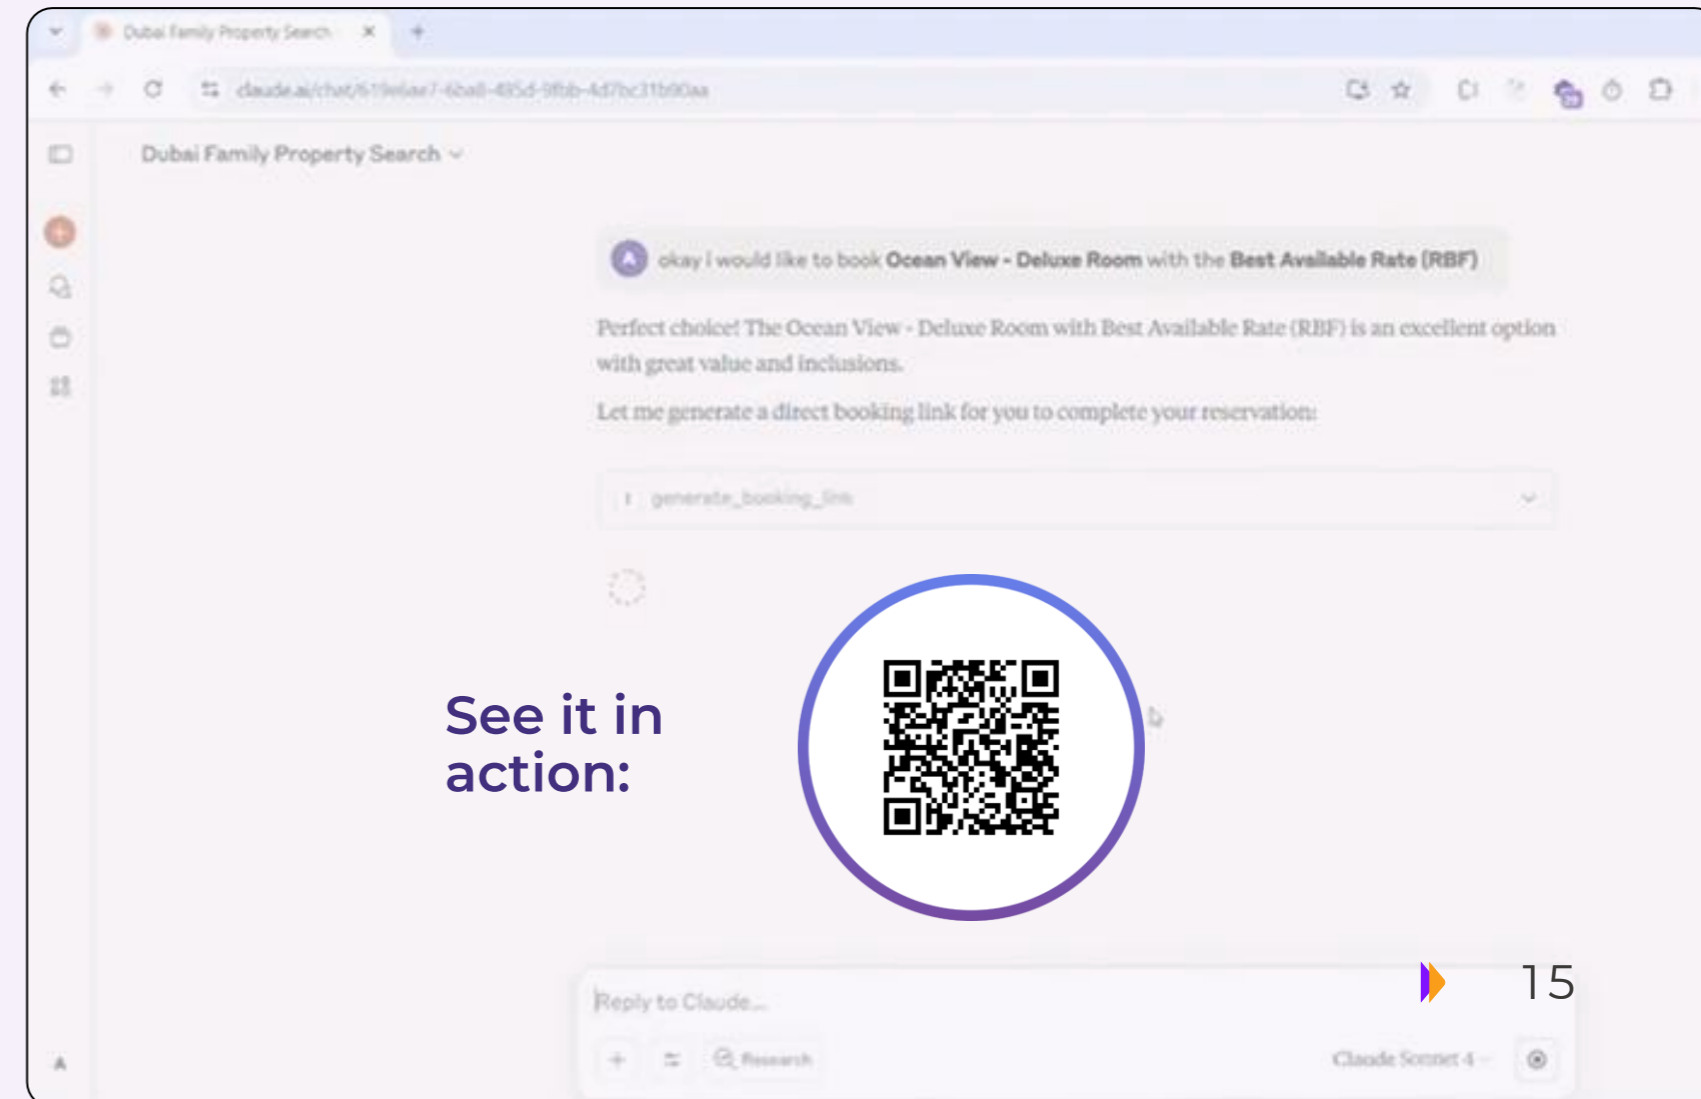 Dubai Family Property Search
Dubai Family Property Search
okay i would like to book Ocean View - Deluxe Room with the Best Available Rate (RBF)
Perfect choice! The Ocean View - Deluxe Room with Best Available Rate (RBF) is an excellent option
with great value and inclusions.
Let me generate a direct booking link for you to complete your reservation:
generate_booking_link
See it in
action:
Reply to Claude...
15
Research
Claude Sonnet 4
A